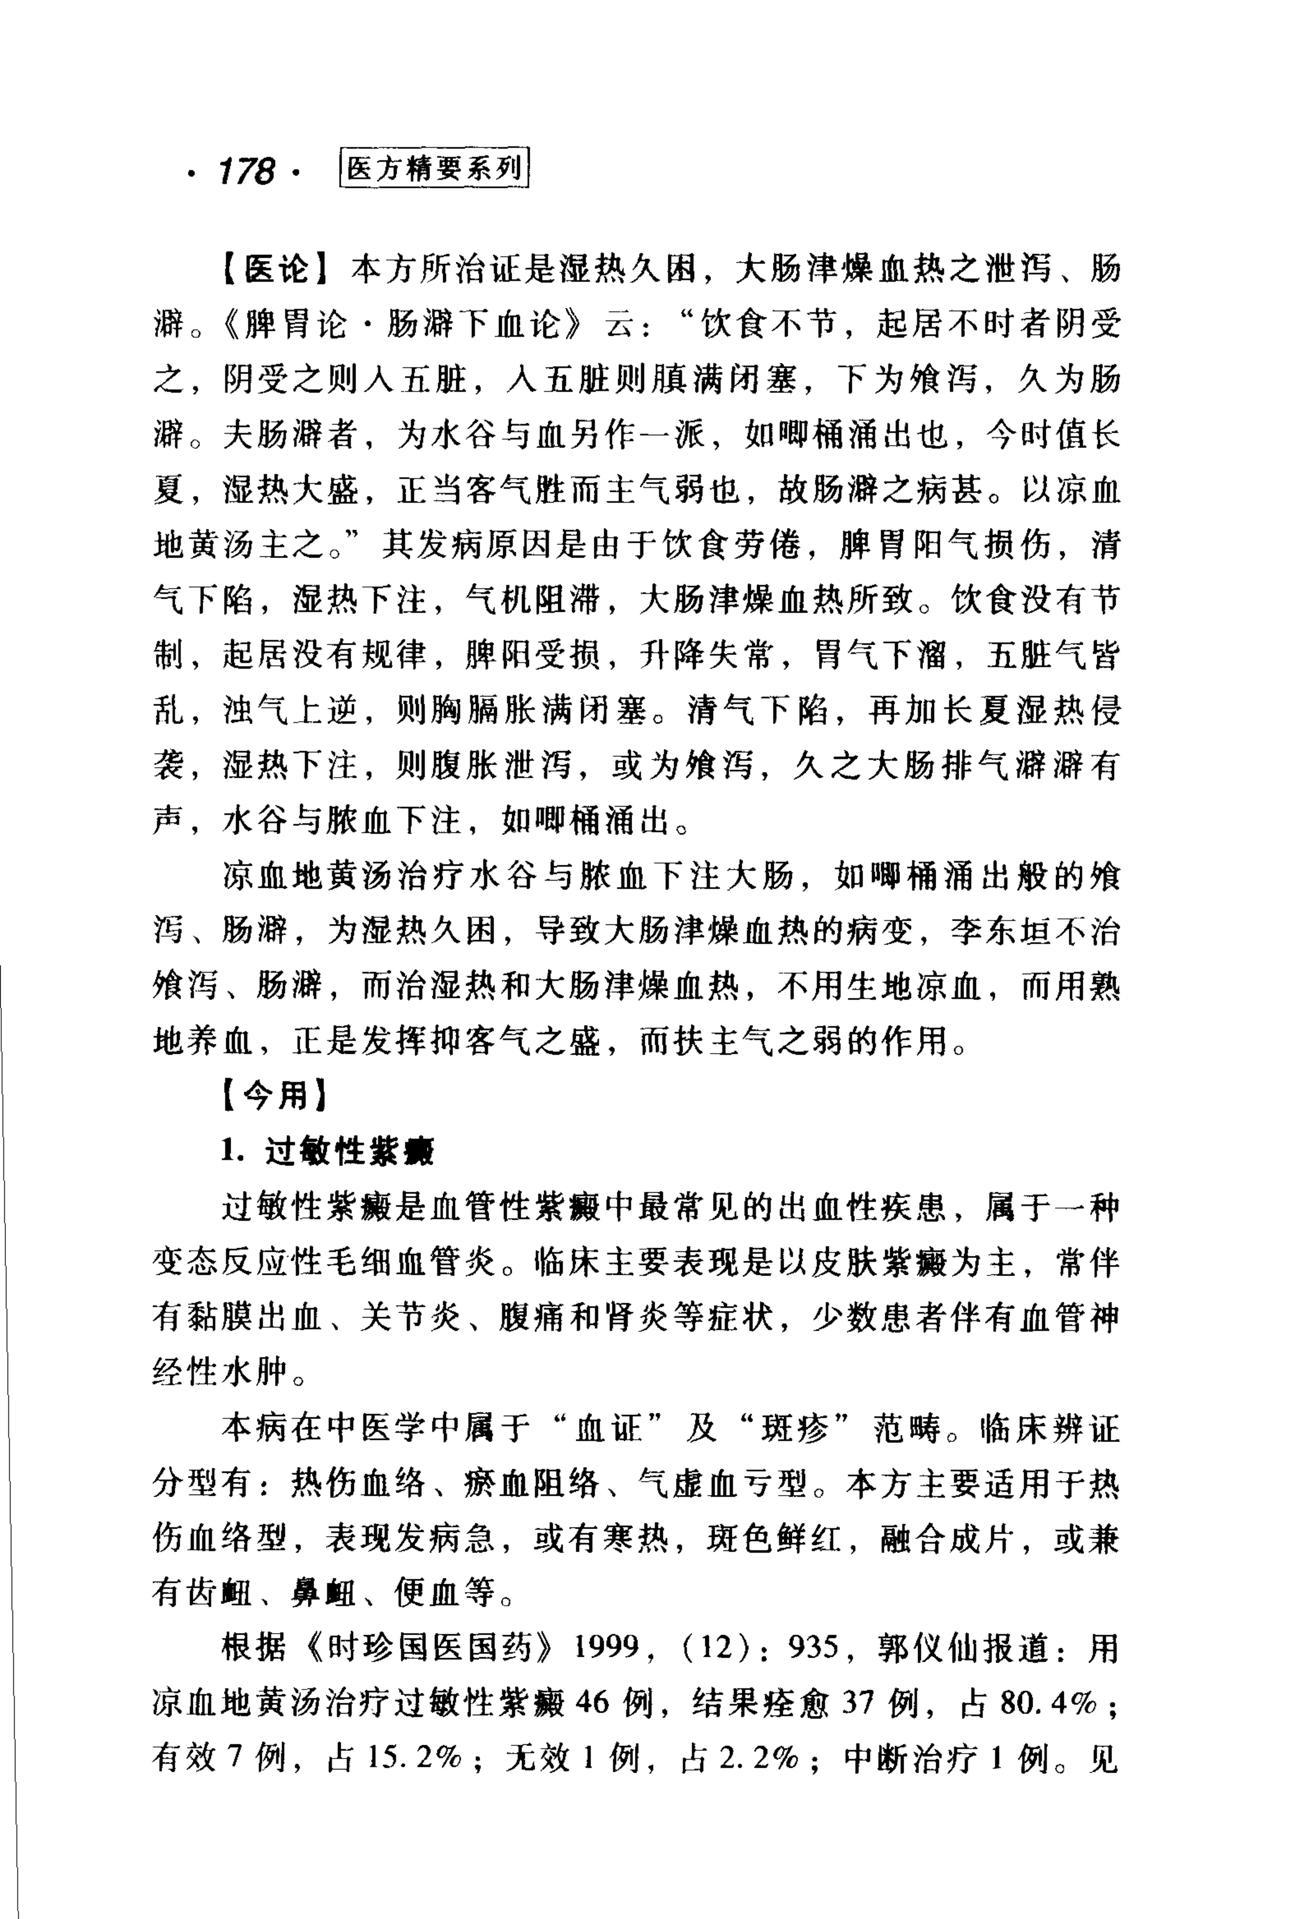 ·178· 医方精要系列
【医论】本方所治证是湿热久困，大肠津燥血热之泄泻、肠
澼。《脾胃论·肠澼下血论》云：“饮食不节，起居不时者阴受
之，阴受之则入五脏，入五脏则䐜满闭塞，下为飧泻，久为肠
澼。夫肠澼者，为水谷与血另作一派，如唧桶涌出也，今时值长
夏，湿热大盛，正当客气胜而主气弱也，故肠澼之病甚。以凉血
地黄汤主之。”其发病原因是由于饮食劳倦，脾胃阳气损伤，清
气下陷，湿热下注，气机阻滞，大肠津燥血热所致。饮食没有节
制，起居没有规律，脾阳受损，升降失常，胃气下溜，五脏气皆
乱，浊气上逆，则胸膈胀满闭塞。清气下陷，再加长夏湿热侵
袭，湿热下注，则腹胀泄泻，或为飧泻，久之大肠排气澼澼有
声，水谷与脓血下注，如唧桶涌出。
凉血地黄汤治疗水谷与脓血下注大肠，如唧桶涌出般的飧
泻、肠澼，为湿热久困，导致大肠津燥血热的病变，李东垣不治
飧泻、肠澼，而治湿热和大肠津燥血热，不用生地凉血，而用熟
地养血，正是发挥抑客气之盛，而扶主气之弱的作用。
【今用】
1. 过敏性紫癜
过敏性紫癜是血管性紫癜中最常见的出血性疾患，属于一种
变态反应性毛细血管炎。临床主要表现是以皮肤紫癜为主，常伴
有黏膜出血、关节炎、腹痛和肾炎等症状，少数患者伴有血管神
经性水肿。
本病在中医学中属于“血证”及“斑疹”范畴。临床辨证
分型有：热伤血络、瘀血阻络、气虚血亏型。本方主要适用于热
伤血络型，表现发病急，或有寒热，斑色鲜红，融合成片，或兼
有齿衄、鼻衄、便血等。
根据《时珍国医国药》1999，(12)：935，郭仪仙报道：用
凉血地黄汤治疗过敏性紫癜 46 例，结果痊愈 37 例，占 80.4%；
有效 7 例，占 15.2%；无效 1 例，占 2.2%；中断治疗 1 例。见